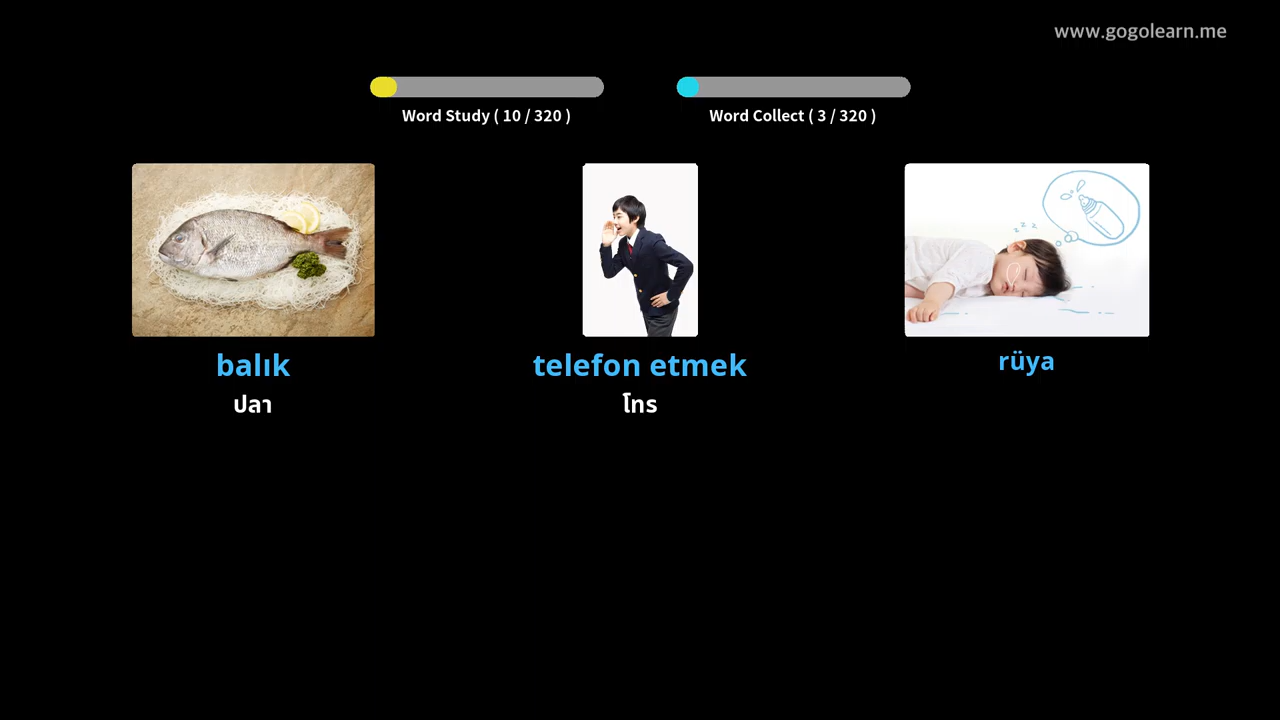 www.gogolearn.me
Word Study ( 10 / 320 )
Word Collect ( 3 / 320 )
balık
ปลา
telefon etmek
โทร
rüya